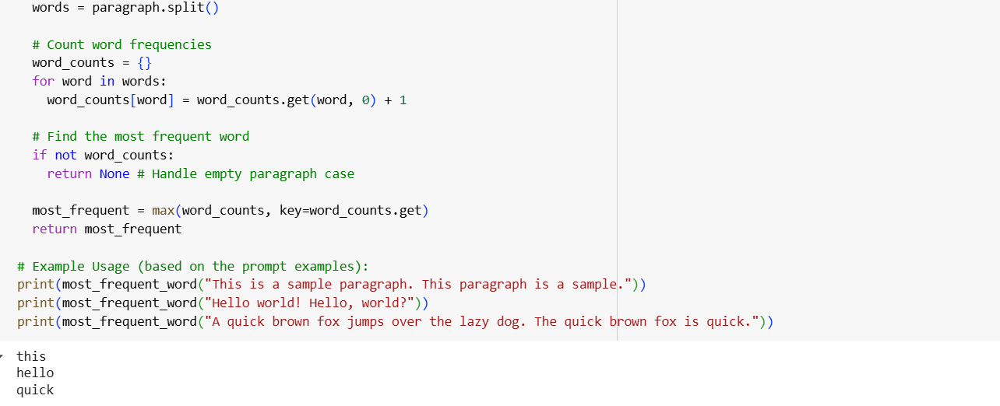 words = paragraph.split()
# Count word frequencies
word_counts = {}
for word in words:
word_counts[word] = word_counts.get(word, 0) + 1
# Find the most frequent word
if not word_counts:
return None # Handle empty paragraph case
most_frequent = max(word_counts, key=word_counts.get)
return most_frequent
# Example Usage (based on the prompt examples):
print(most_frequent_word("This is a sample paragraph. This paragraph is a sample."))
print(most_frequent_word("Hello world! Hello, world?"))
print(most_frequent_word("A quick brown fox jumps over the lazy dog. The quick brown fox is quick."))
this
hello
quick